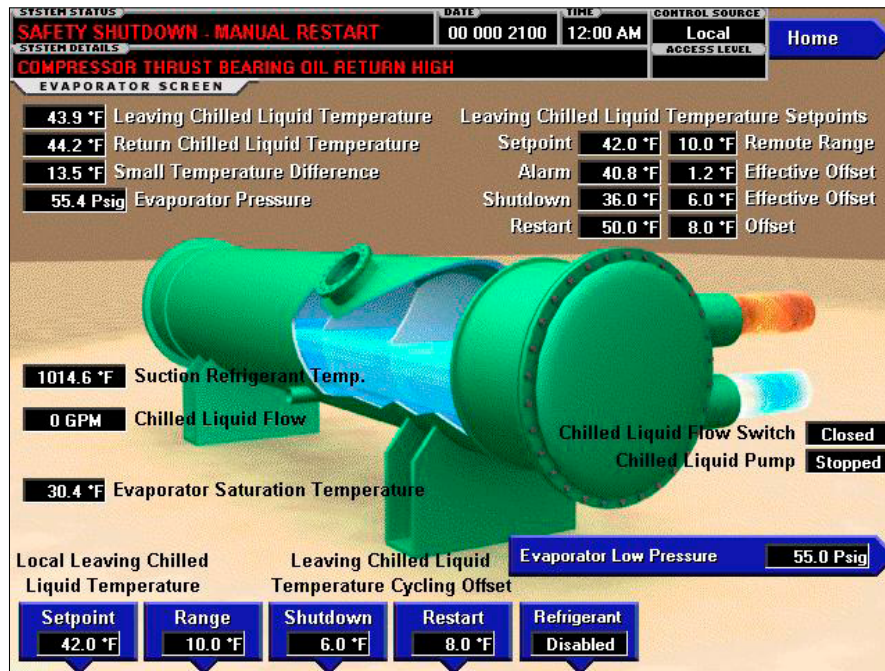 SYSTEM STATUS
SAFETY SHUTDOWN - MANUAL RESTART
DATE
00 000 2100
TIME
12:00 AM
CONTROL SOURCE
Local
ACCESS LEVEL
Home
SYSTEM DETAILS
COMPRESSOR THRUST BEARING OIL RETURN HIGH
EVAPORATOR SCREEN
43.9 °F Leaving Chilled Liquid Temperature
44.2 °F Return Chilled Liquid Temperature
13.5 °F Small Temperature Difference
55.4 Psig Evaporator Pressure
Leaving Chilled Liquid Temperature Setpoints
Setpoint 42.0 °F 10.0 °F Remote Range
Alarm 40.8 °F 1.2 °F Effective Offset
Shutdown 36.0 °F 6.0 °F Effective Offset
Restart 50.0 °F 8.0 °F Offset
1014.6 °F Suction Refrigerant Temp.
0 GPM Chilled Liquid Flow
Chilled Liquid Flow Switch Closed
Chilled Liquid Pump Stopped
30.4 °F Evaporator Saturation Temperature
Evaporator Low Pressure 55.0 Psig
Local Leaving Chilled
Liquid Temperature
Leaving Chilled Liquid
Temperature Cycling Offset
Setpoint
42.0 °F
Range
10.0 °F
Shutdown
6.0 °F
Restart
8.0 °F
Refrigerant
Disabled